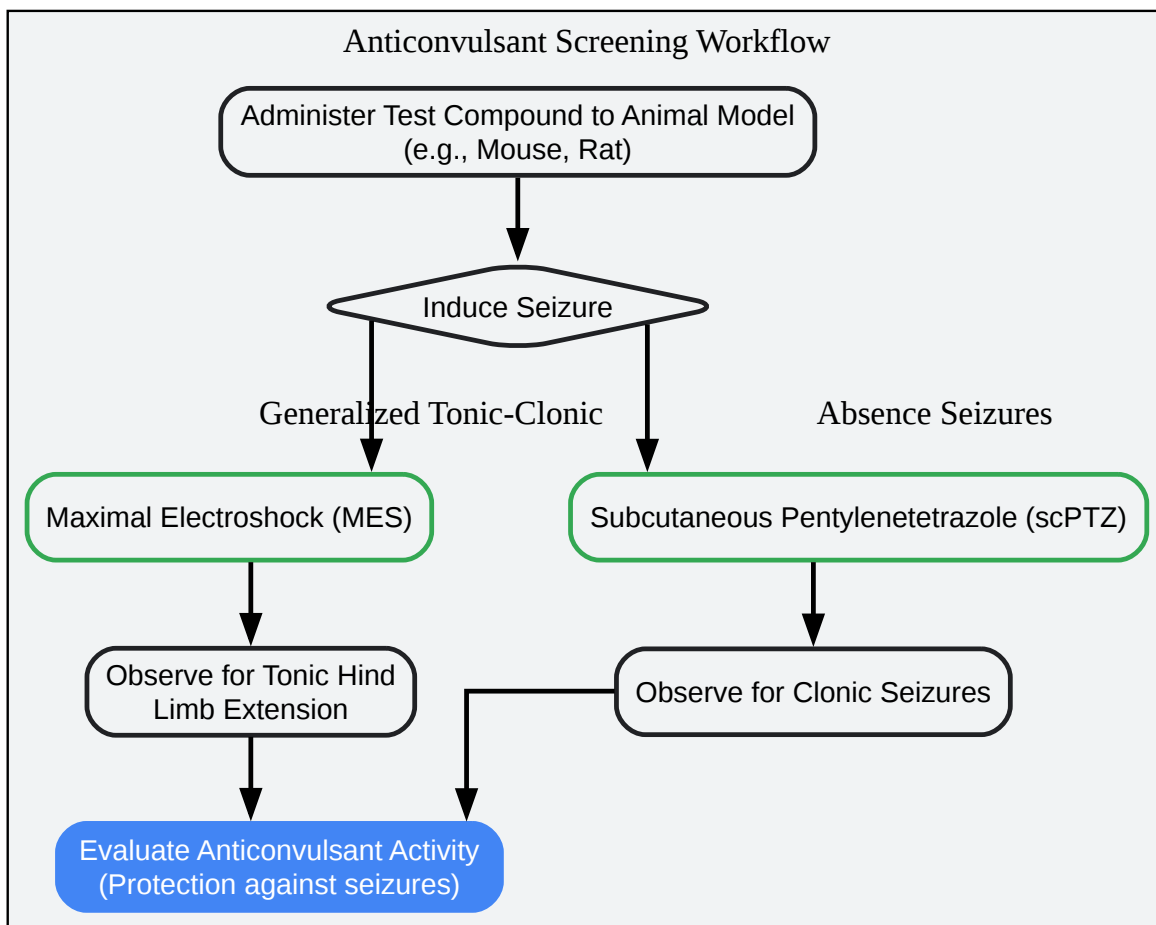 Anticonvulsant Screening Workflow
Administer Test Compound to Animal Model
(e.g., Mouse, Rat)
Induce Seizure
Generalized Tonic-Clonic
Absence Seizures
Maximal Electroshock (MES)
Subcutaneous Pentylenetetrazole (scPTZ)
Observe for Tonic Hind
Limb Extension
Observe for Clonic Seizures
Evaluate Anticonvulsant Activity
(Protection against seizures)